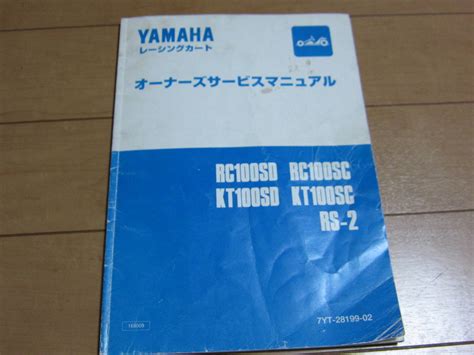 YAMAHA
レーシングカート
オーナーズサービスマニュアル
RC100SD RC100SC
KT100SD KT100SC
RS-2
7YT-28199-02